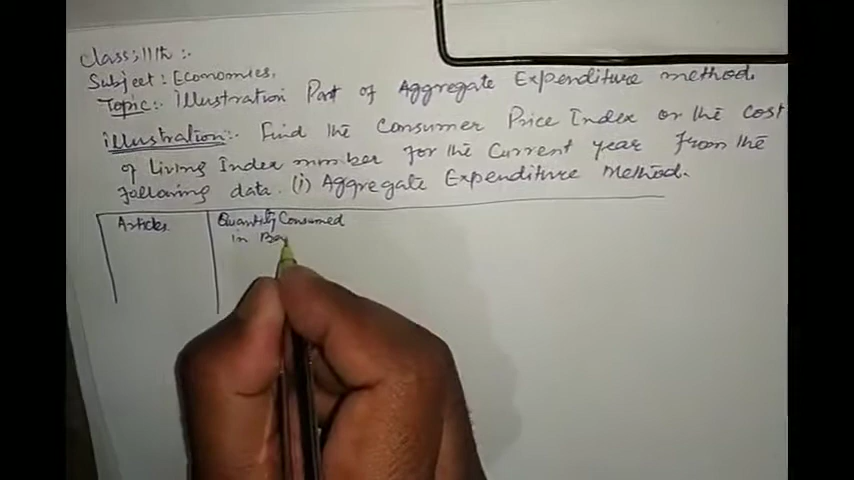 Class; 11th :-
Subject : Economics,
Topic:- illustration Part of Aggregate Expenditure method.
illustration:- Find the Consumer Price Index or the cost
of Living Index number for the Current year from the
following data. (i) Aggregate Expenditure Method.
Articles Quantity Consumed
in Bas